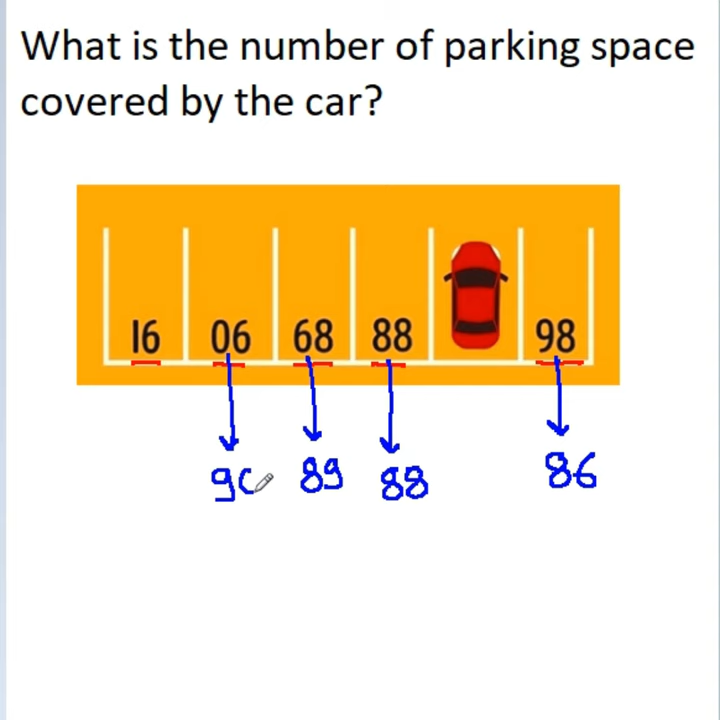 What is the number of parking space
covered by the car?
16 06 68 88 98
90 89 88 86